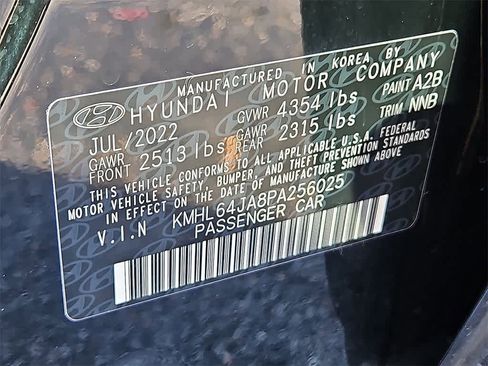 MANUFACTURED IN KOREA BY
HYUNDAI MOTOR COMPANY
JUL/2022 GVWR 4354 lbs PAINT A2B
GAWR FRONT 2513 lbs GAWR REAR 2315 lbs TRIM NNB
THIS VEHICLE CONFORMS TO ALL APPLICABLE U.S.A. FEDERAL
MOTOR VEHICLE SAFETY, BUMPER, AND THEFT PREVENTION STANDARDS
IN EFFECT ON THE DATE OF MANUFACTURE SHOWN ABOVE.
V.I.N KMHL64JA8PA256025
PASSENGER CAR